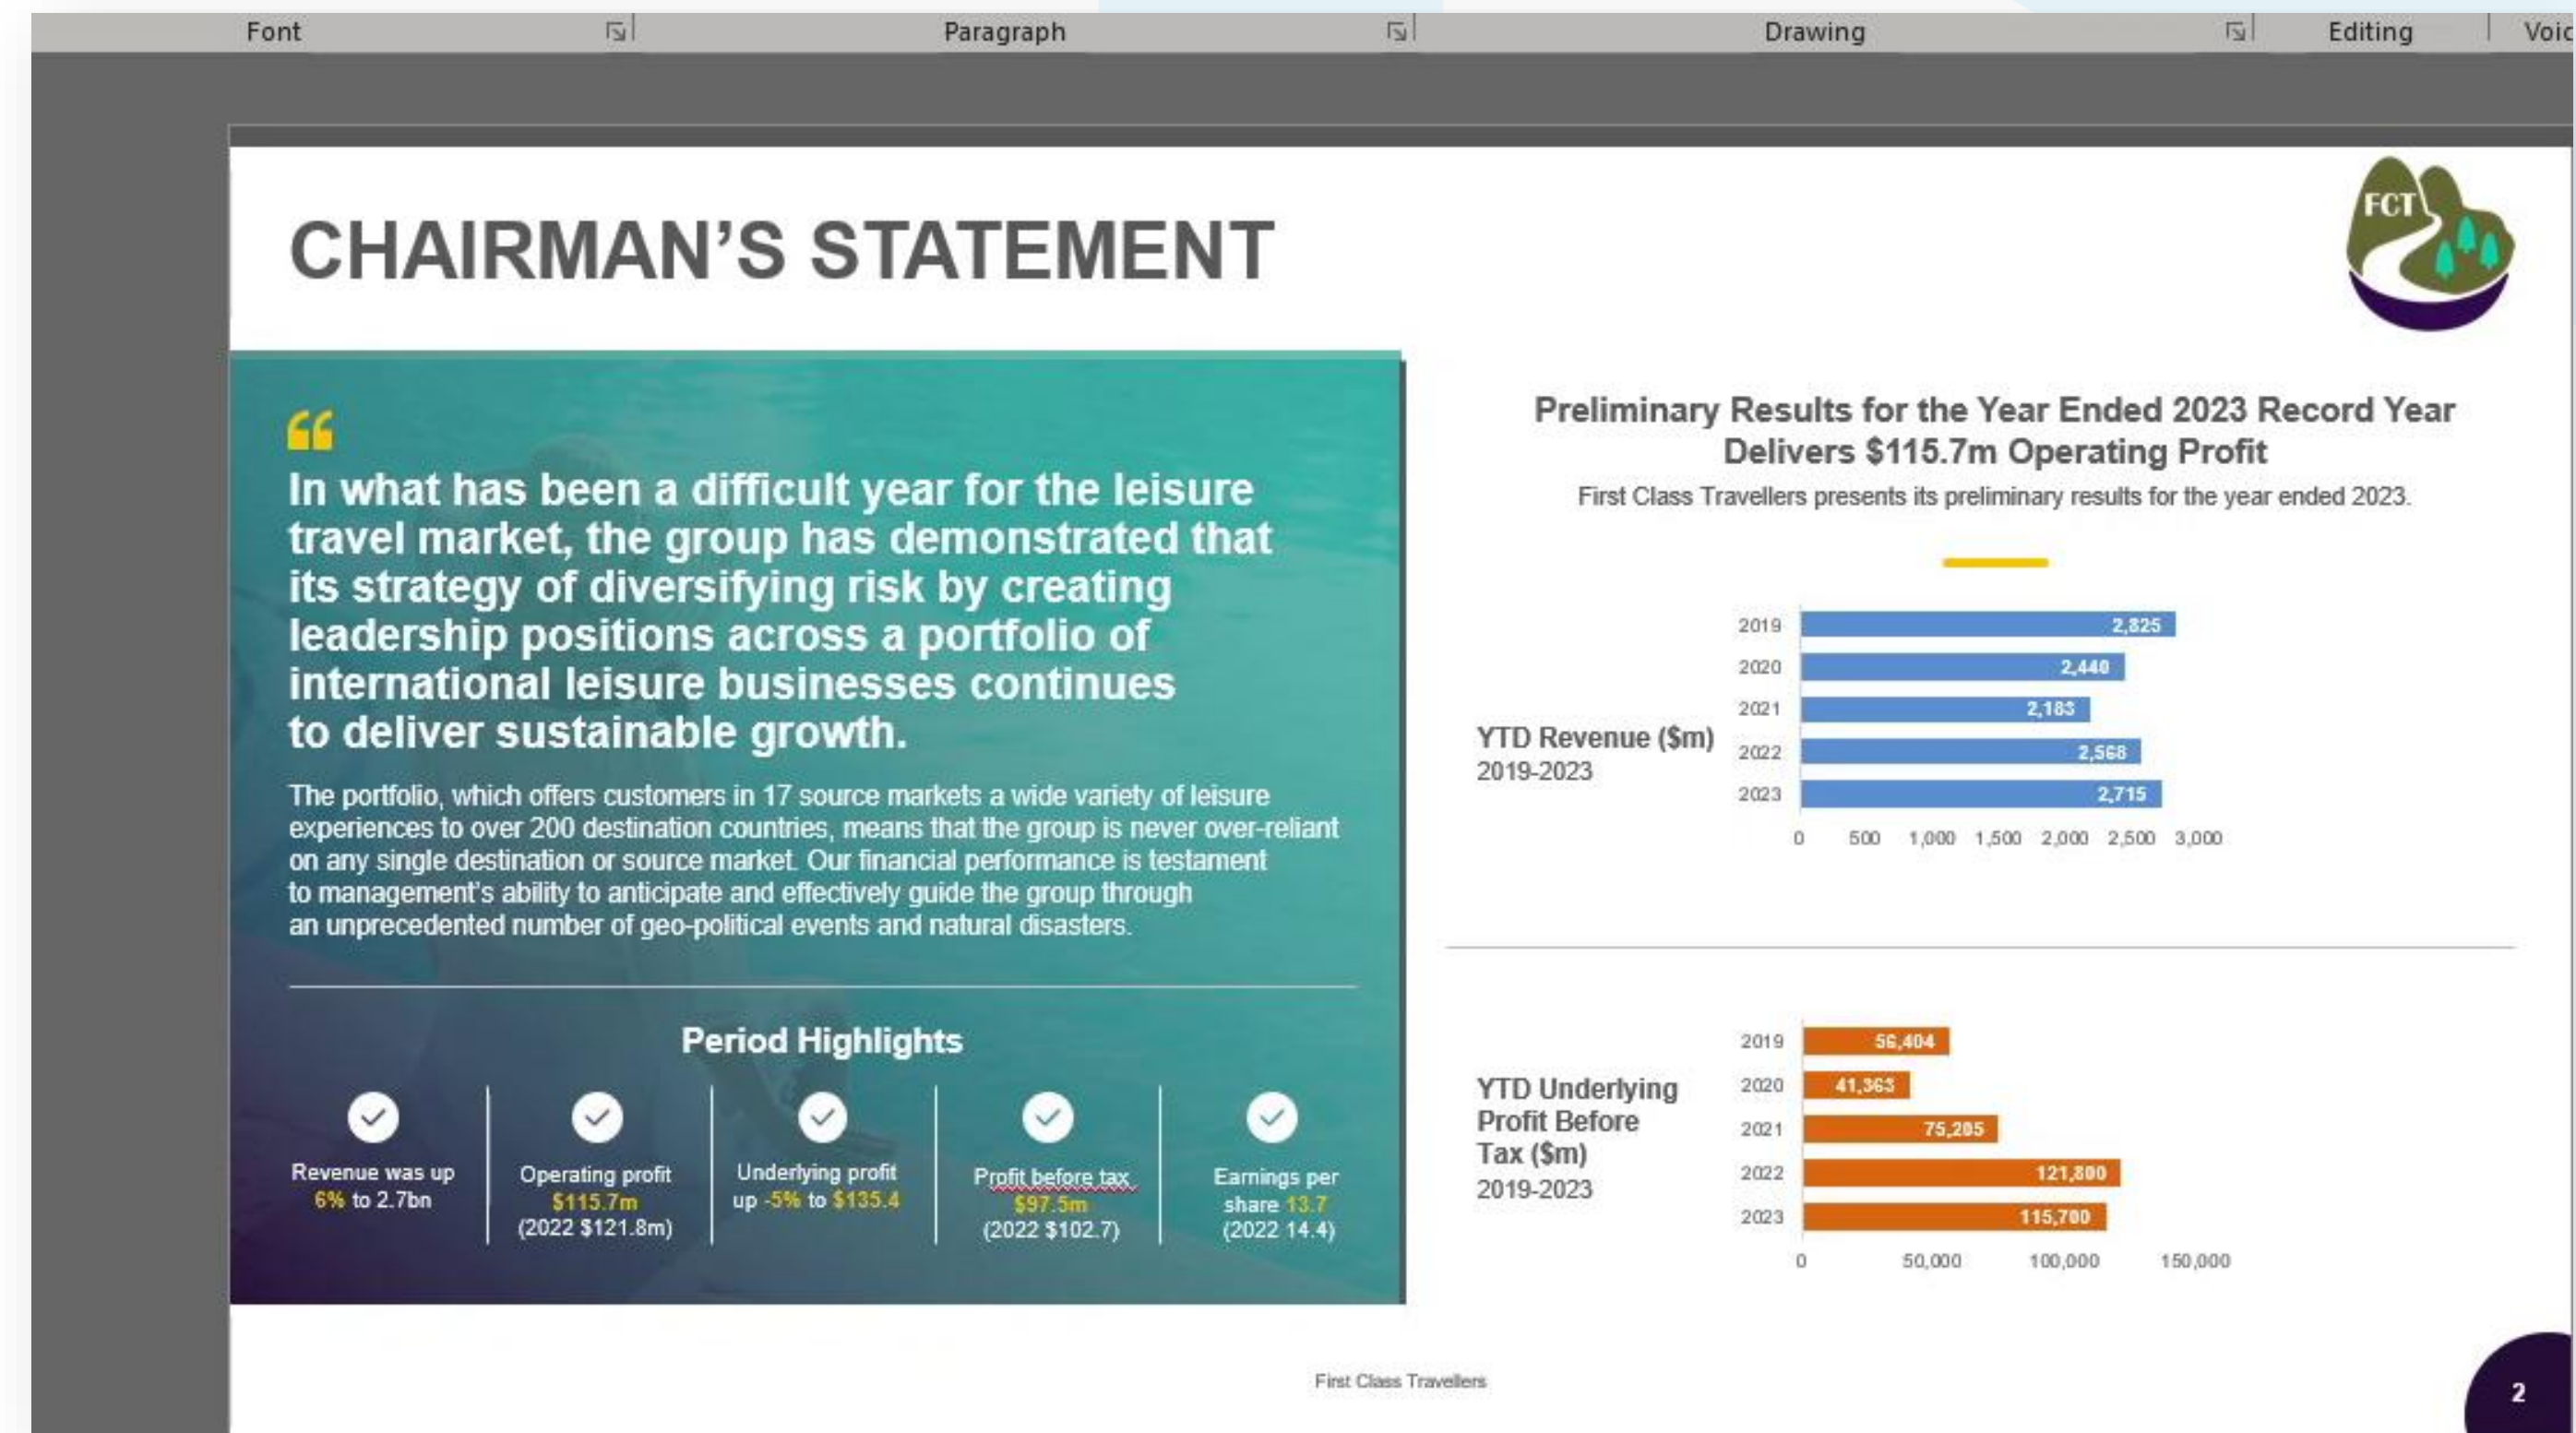 Font
Paragraph
Drawing
Editing
Voic
CHAIRMAN’S STATEMENT
FCT
“
In what has been a difficult year for the leisure
travel market, the group has demonstrated that
its strategy of diversifying risk by creating
leadership positions across a portfolio of
international leisure businesses continues
to deliver sustainable growth.
The portfolio, which offers customers in 17 source markets a wide variety of leisure
experiences to over 200 destination countries, means that the group is never over-reliant
on any single destination or source market. Our financial performance is testament
to management’s ability to anticipate and effectively guide the group through
an unprecedented number of geo-political events and natural disasters.
Period Highlights
Revenue was up
6% to 2.7bn
Operating profit
$115.7m
(2022 $121.8m)
Underlying profit
up -5% to $135.4
Profit before tax
$97.5m
(2022 $102.7)
Earnings per
share 13.7
(2022 14.4)
Preliminary Results for the Year Ended 2023 Record Year
Delivers $115.7m Operating Profit
First Class Travellers presents its preliminary results for the year ended 2023.
YTD Revenue ($m)
2019-2023
2019 2,825
2020 2,440
2021 2,183
2022 2,568
2023 2,715
0 500 1,000 1,500 2,000 2,500 3,000
YTD Underlying
Profit Before
Tax ($m)
2019-2023
2019 56,404
2020 41,363
2021 75,205
2022 121,800
2023 115,700
0 50,000 100,000 150,000
First Class Travellers
2